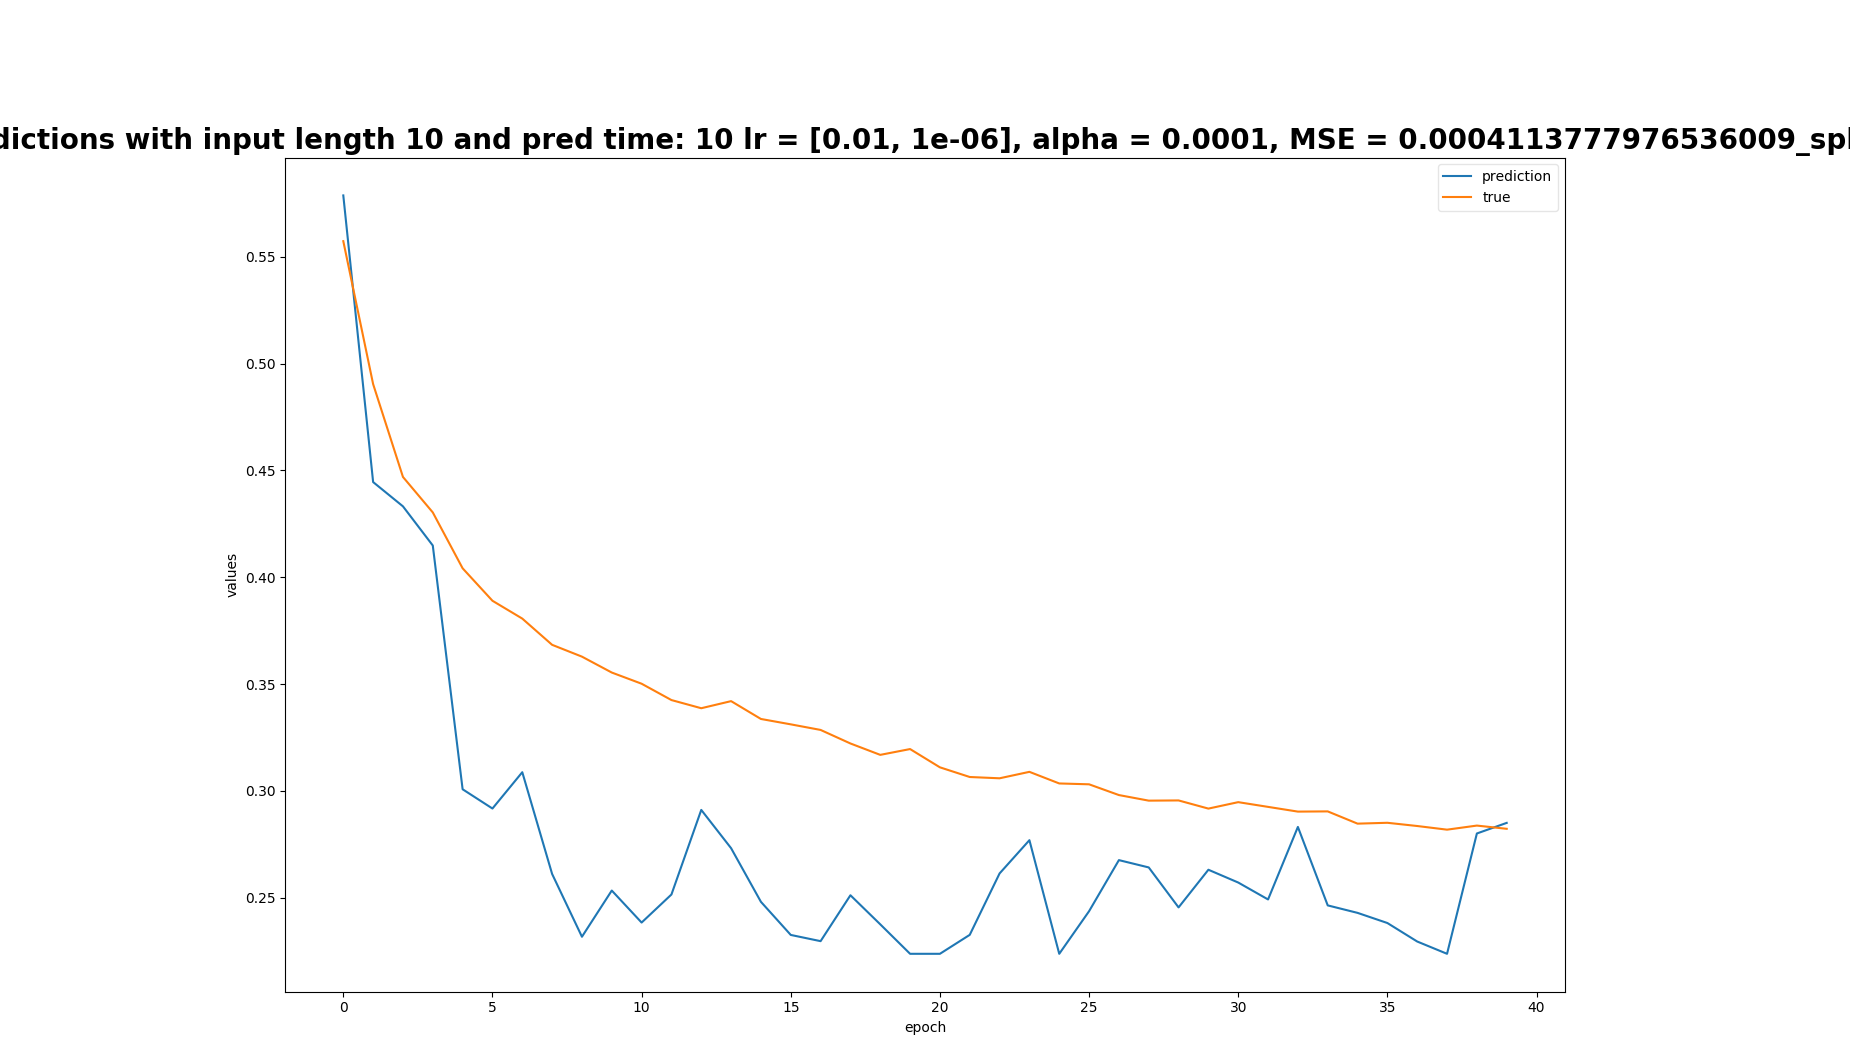 dictions with input length 10 and pred time: 10 lr = [0.01, 1e-06], alpha = 0.0001, MSE = 0.0004113777976536009_spl
prediction
true
values
0.55
0.50
0.45
0.40
0.35
0.30
0.25
0 5 10 15 20 25 30 35 40
epoch